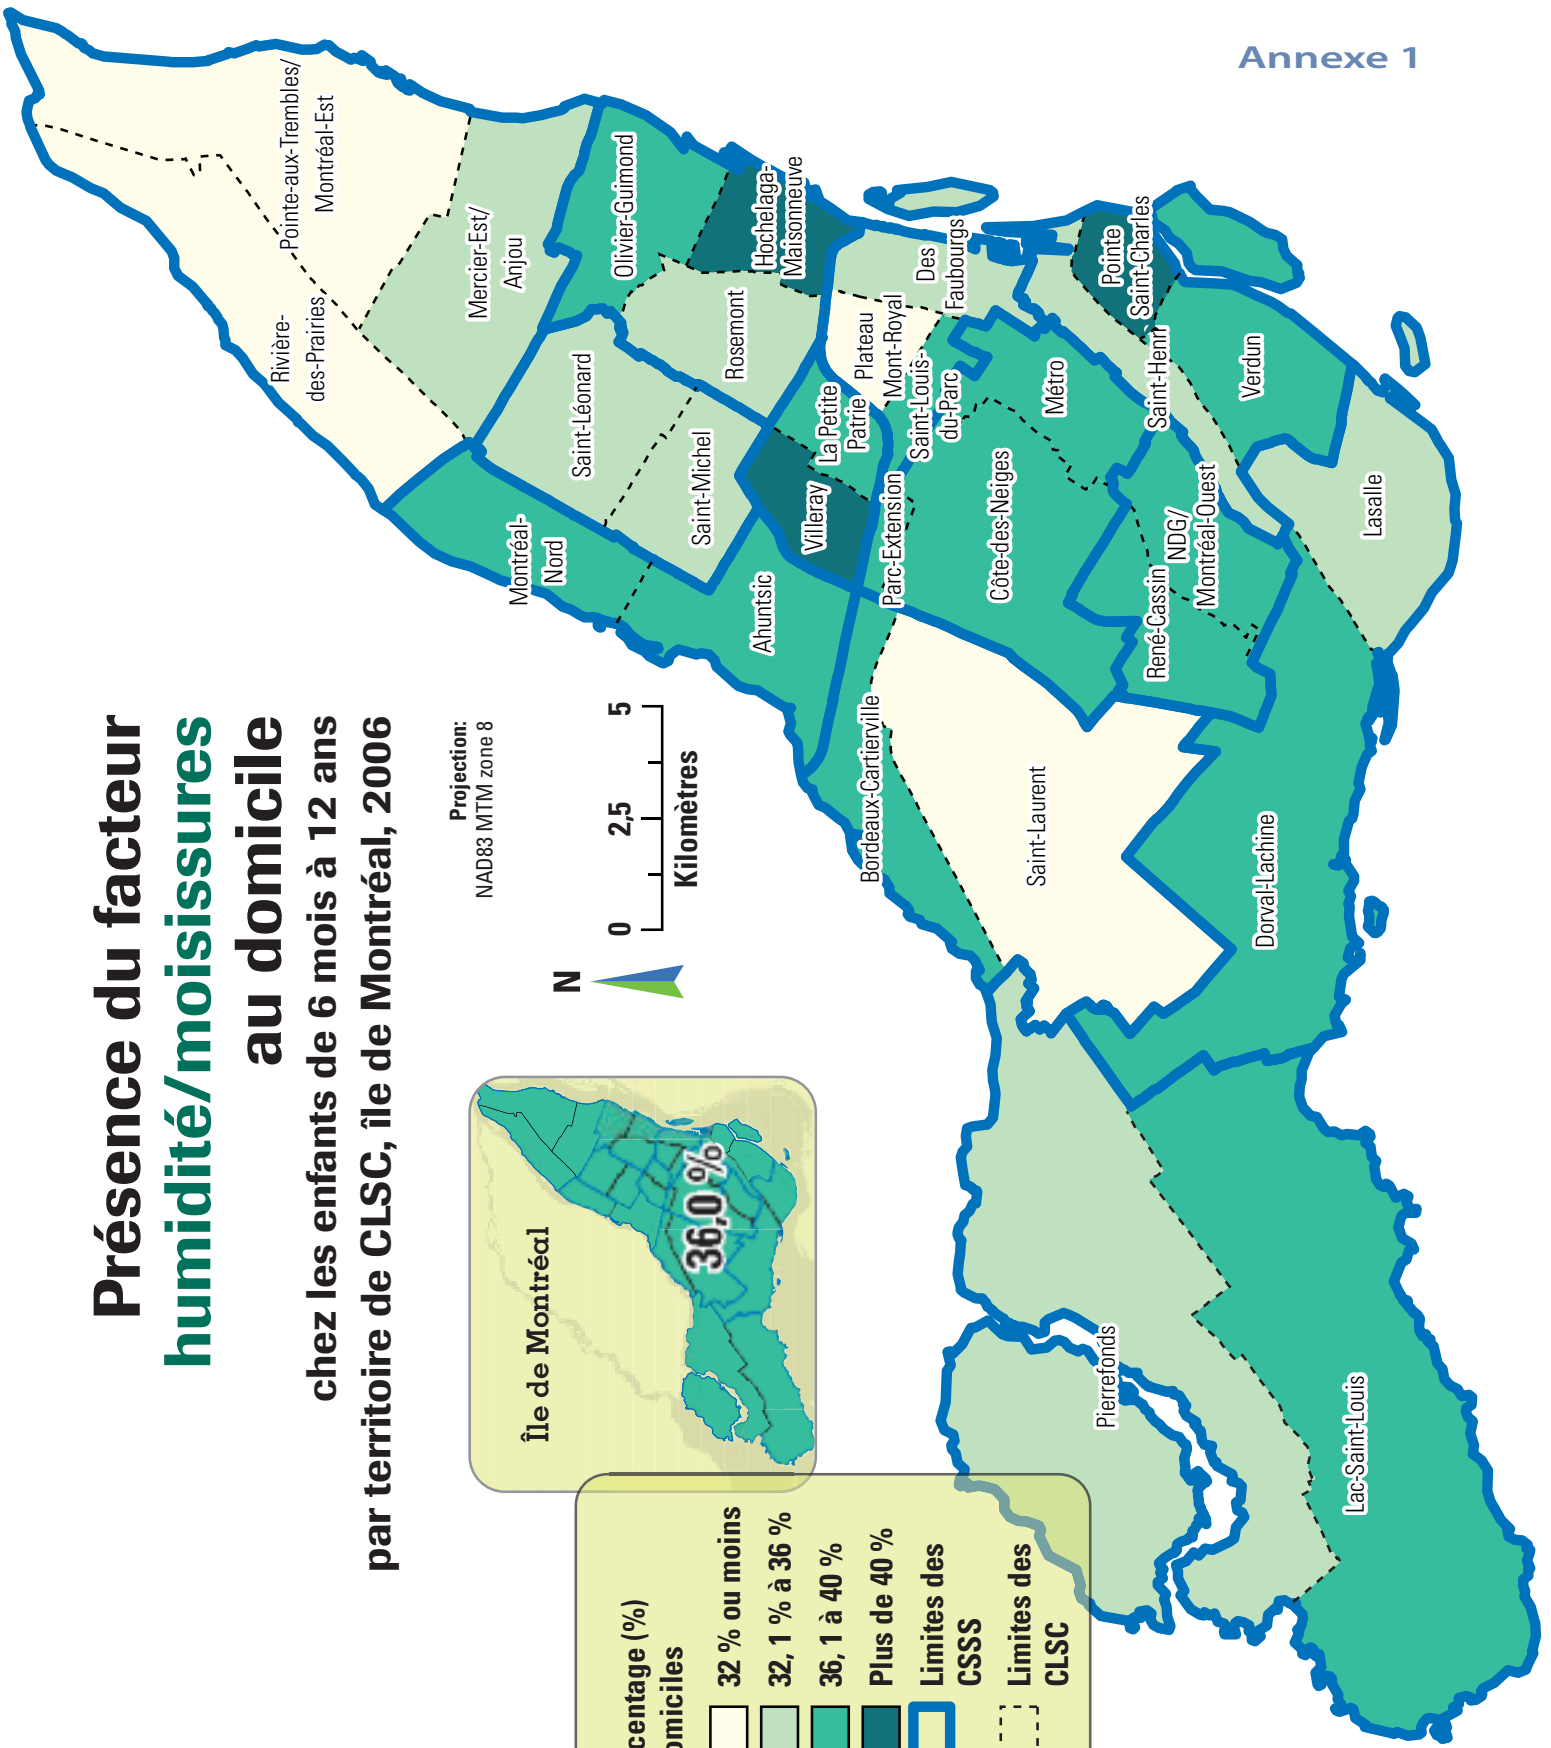 Annexe 1
Présence du facteur
humidité/moisissures
au domicile
chez les enfants de 6 mois à 12 ans
par territoire de CLSC, île de Montréal, 2006
Projection:
NAD83 MTM zone 8
0 2,5 5
Kilomètres
N
Île de Montréal
36,0 %
centage (%)
omiciles
32 % ou moins
32, 1 % à 36 %
36, 1 à 40 %
Plus de 40 %
Limites des
CSSS
Limites des
CLSC
Rivière-
des-Prairies
Pointe-aux-Trembles/
Montréal-Est
Mercier-Est/
Anjou
Olivier-Guimond
Hochelaga-
Maisonneuve
Saint-Léonard
Rosemont
Montréal-
Nord
Saint-Michel
Ahuntsic
Villeray
La Petite
Patrie
Plateau
Mont-Royal
Des
Faubourgs
Saint-Louis-
du-Parc
Parc-Extension
Bordeaux-Cartierville
Côte-des-Neiges
Métro
Pointe
Saint-Charles
Saint-Henri
Verdun
René-Cassin
NDG/
Montréal-Ouest
Lasalle
Saint-Laurent
Dorval-Lachine
Pierrefonds
Lac-Saint-Louis